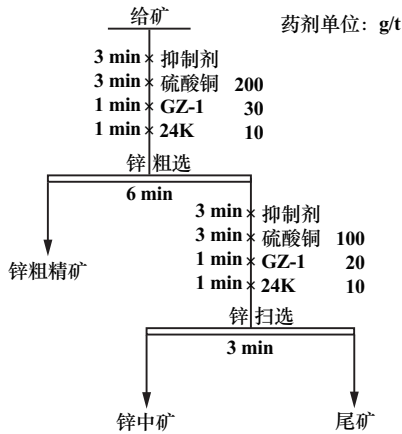 给矿
药剂单位：g/t
3 min 抑制剂
3 min 硫酸铜 200
1 min GZ-1 30
1 min 24K 10
锌粗选
6 min
3 min 抑制剂
3 min 硫酸铜 100
1 min GZ-1 20
1 min 24K 10
锌粗精矿
锌扫选
3 min
锌中矿 尾矿